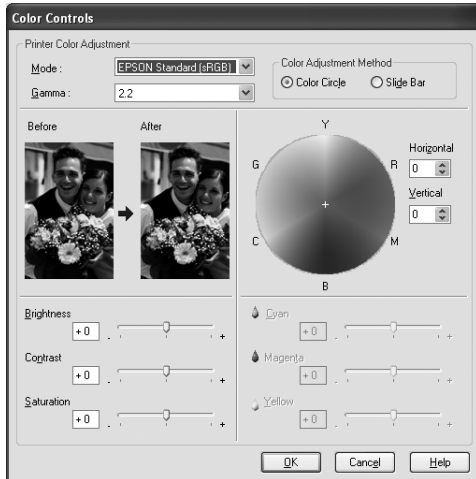 Color Controls
Printer Color Adjustment
Mode : EPSON Standard (sRGB)
Gamma : 2.2
Color Adjustment Method
Color Circle Slide Bar
Before After
Y
G R
C M
B
Horizontal
0
Vertical
0
Brightness
+0 - +
Contrast
+0 - +
Saturation
+0 - +
Cyan
+0 - +
Magenta
+0 - +
Yellow
+0 - +
OK Cancel Help